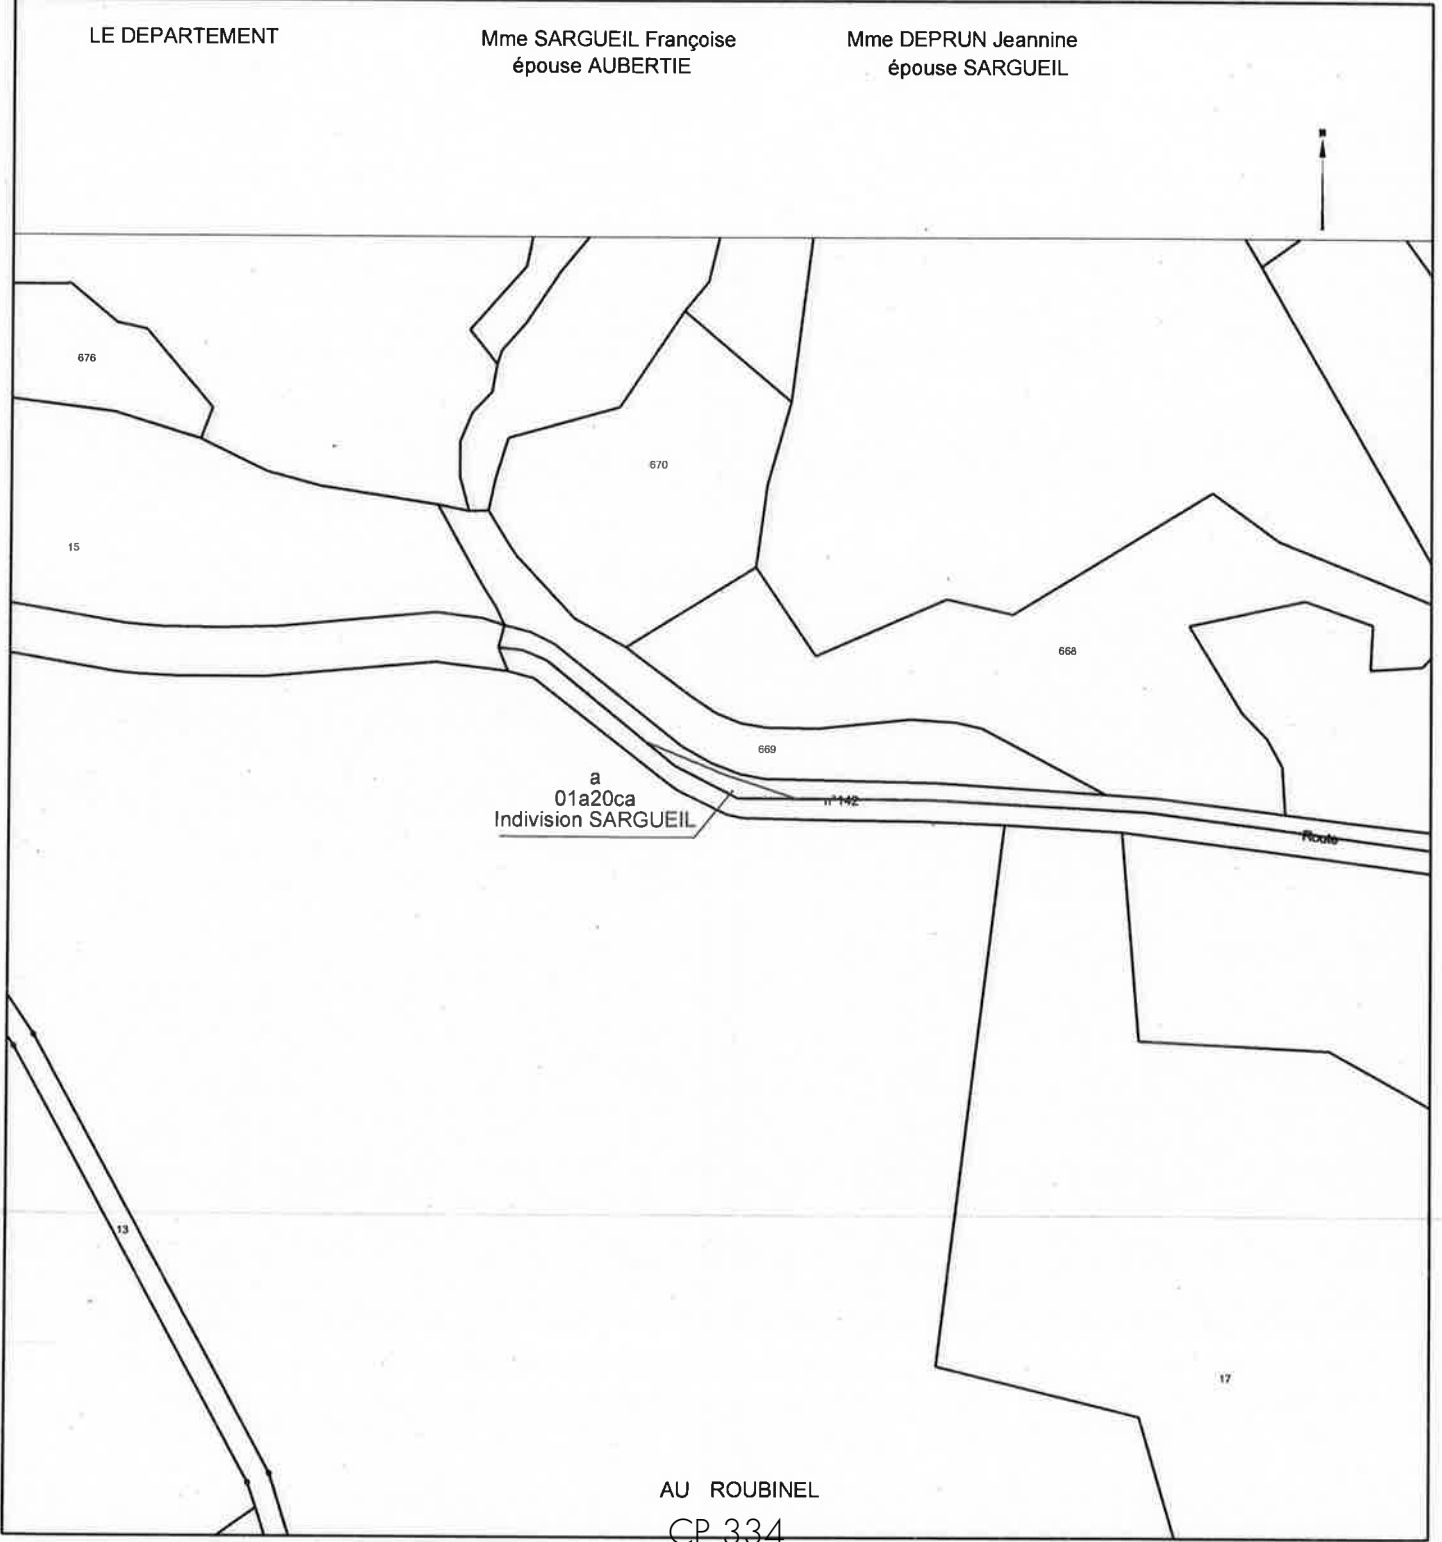 LE DEPARTEMENT
Mme SARGUEIL Françoise
épouse AUBERTIE
Mme DEPRUN Jeannine
épouse SARGUEIL
676
670
15
668
669
a
01a20ca
Indivision SARGUEIL
n°142
Route
13
17
AU ROUBINEL
CP 334